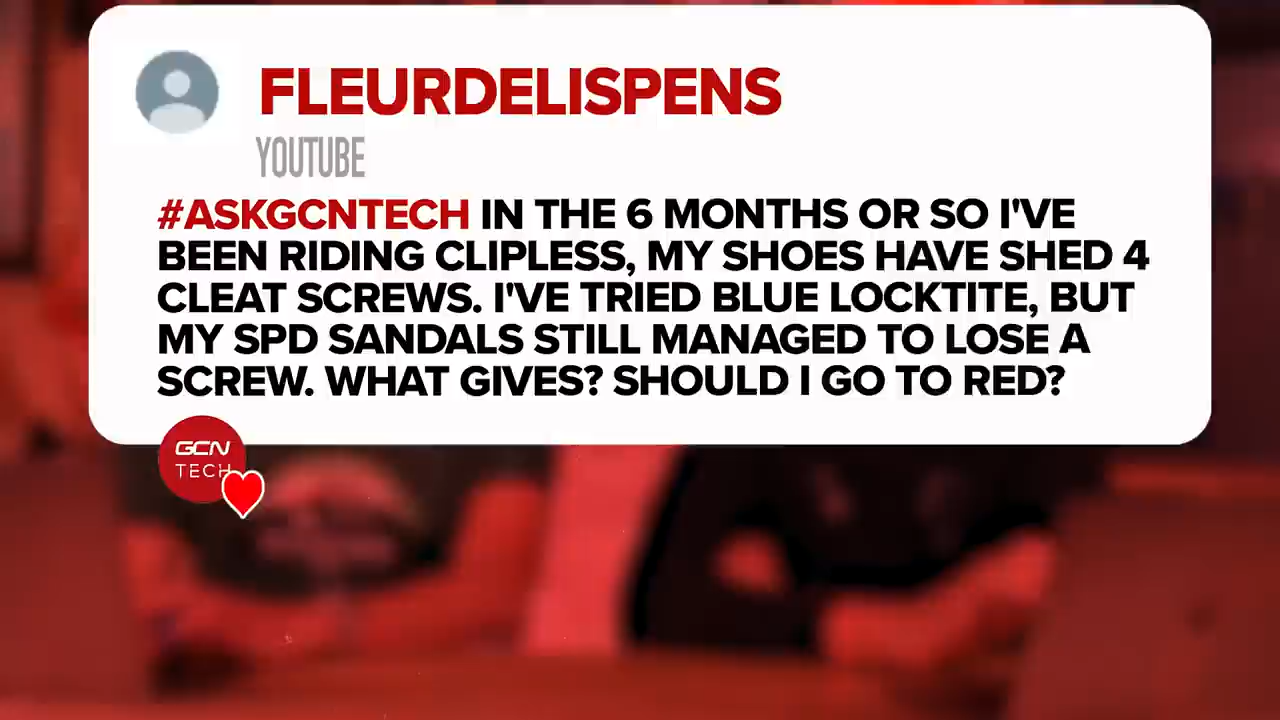 FLEURDELISPENS
YOUTUBE
#ASKGCNTECH IN THE 6 MONTHS OR SO I'VE
BEEN RIDING CLIPLESS, MY SHOES HAVE SHED 4
CLEAT SCREWS. I'VE TRIED BLUE LOCKTITE, BUT
MY SPD SANDALS STILL MANAGED TO LOSE A
SCREW. WHAT GIVES? SHOULD I GO TO RED?
GCN
TECH